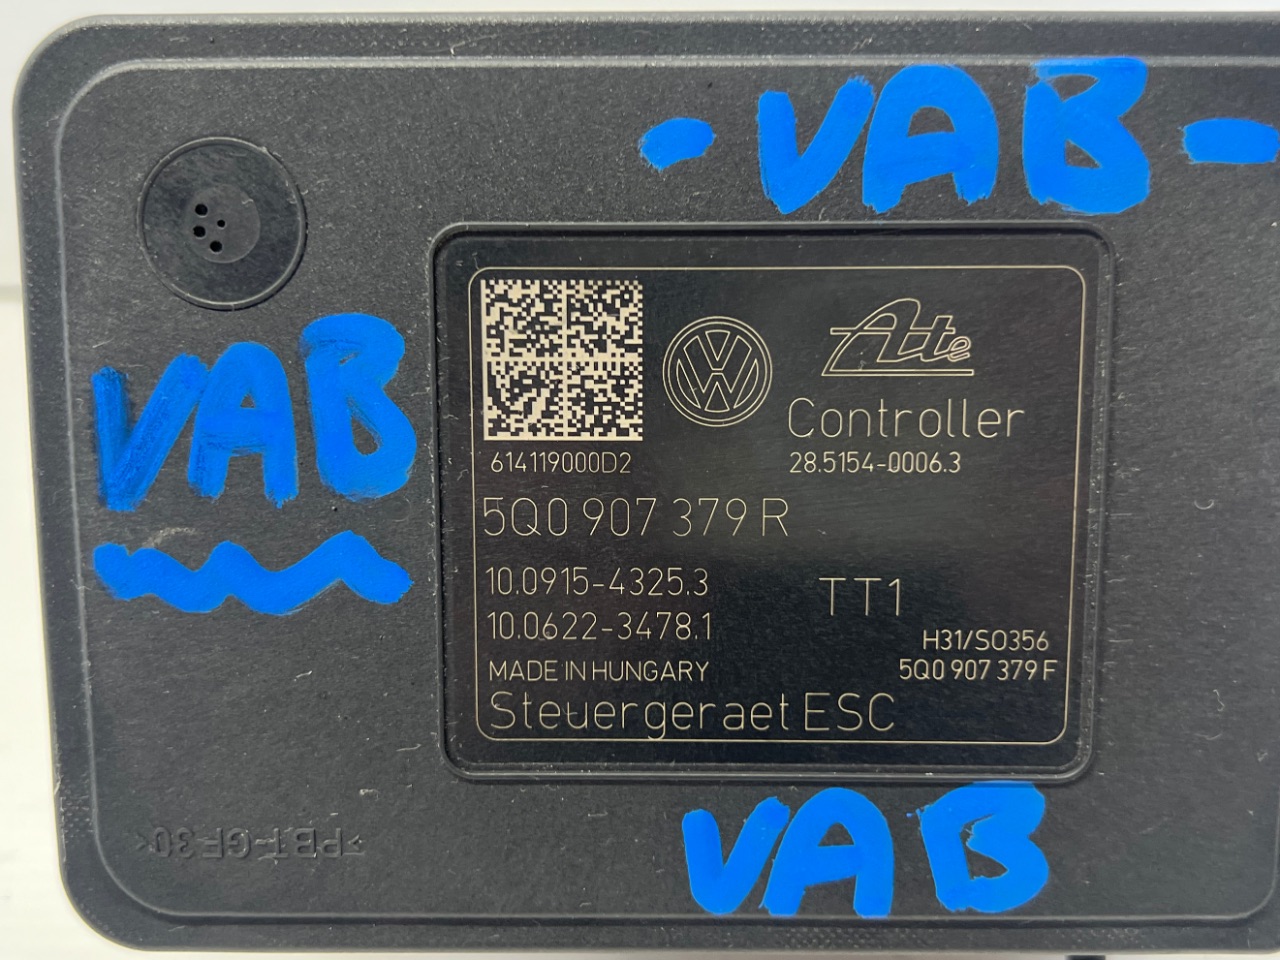 - VAB -
VAB
Ate
Controller
614119000D2
28.5154-0006.3
5Q0 907 379 R
10.0915-4325.3
TT1
10.0622-3478.1
H31/S0356
MADE IN HUNGARY
5Q0 907 379 F
Steuergeraet ESC
VAB
>PBT-GF 30<